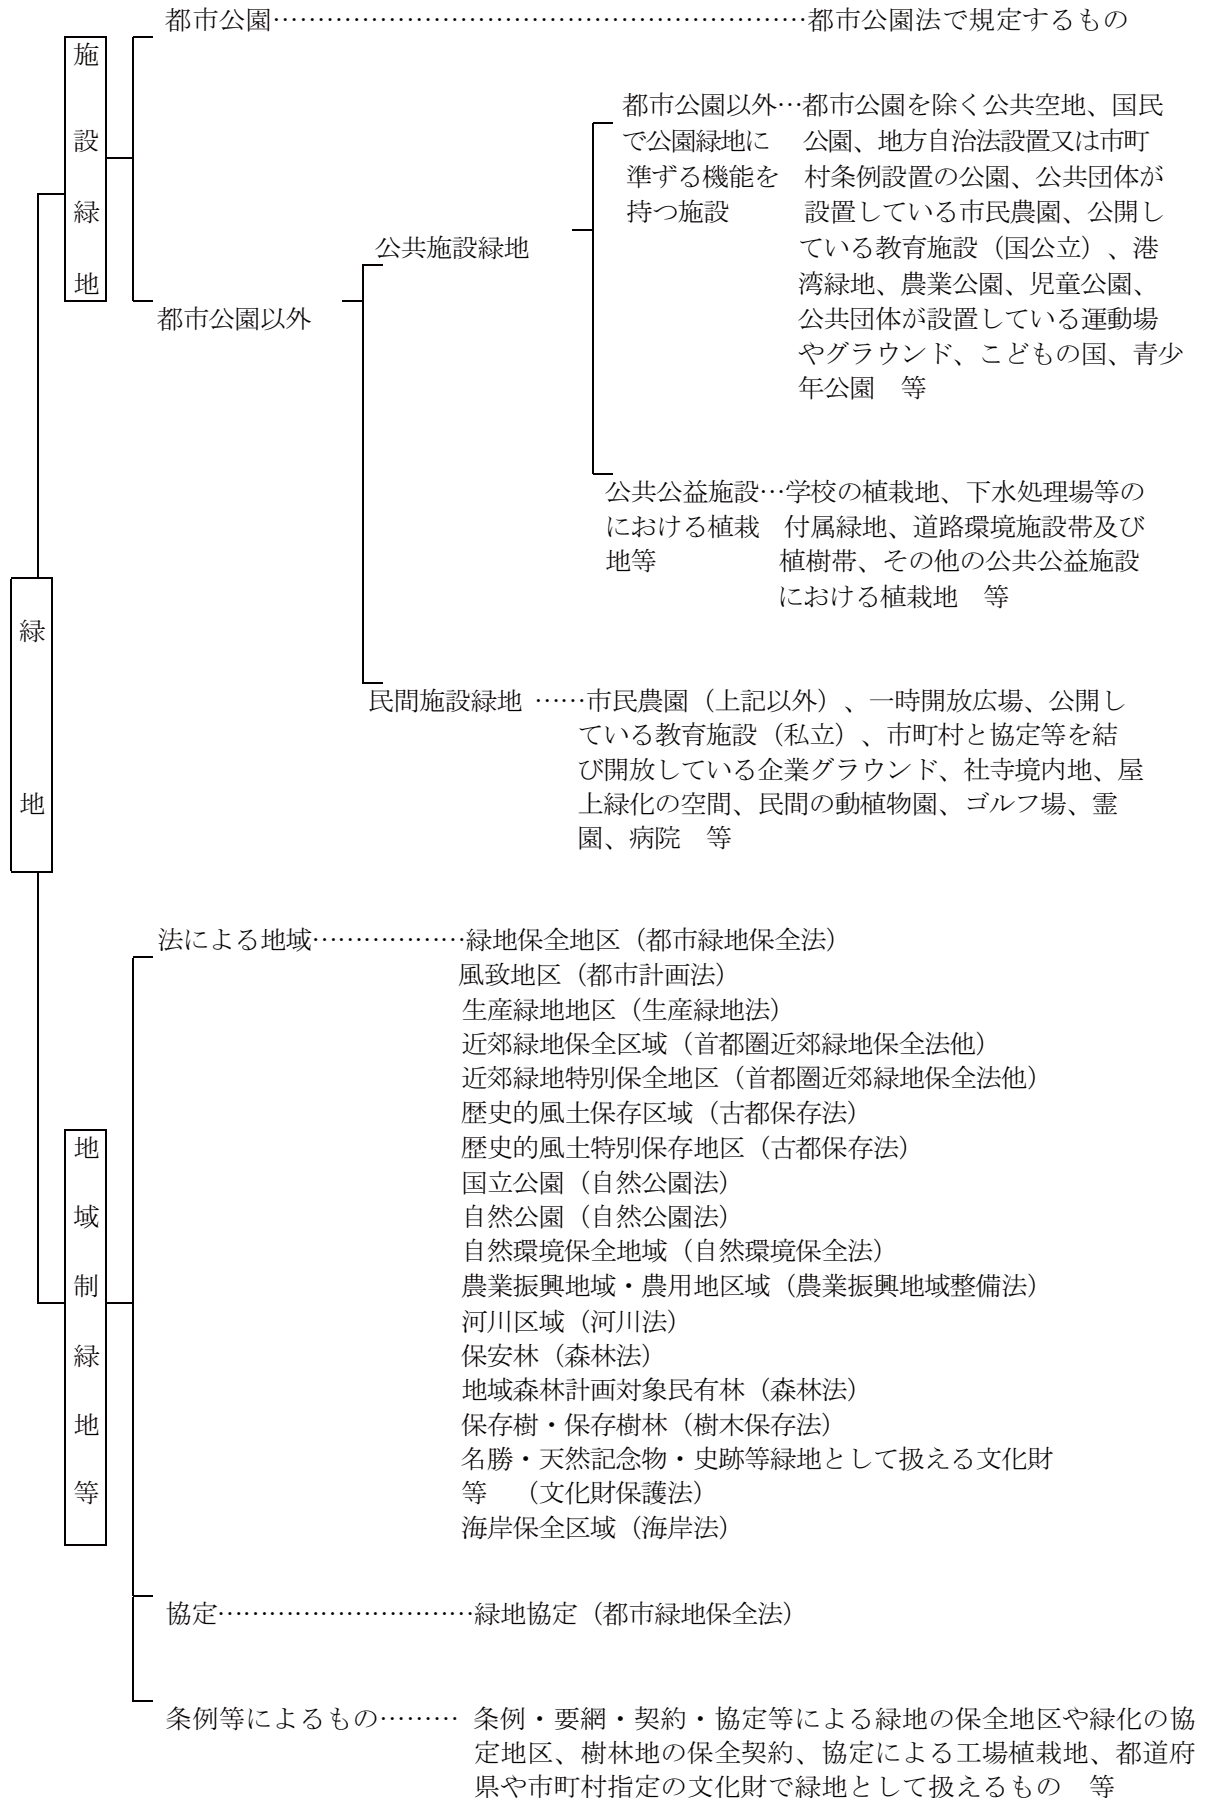 緑地
施設緑地
都市公園……………………………………………………都市公園法で規定するもの
都市公園以外
公共施設緑地
都市公園以外…都市公園を除く公共空地、国民
で公園緑地に　公園、地方自治法設置又は市町
準ずる機能を　村条例設置の公園、公共団体が
持つ施設　設置している市民農園、公開し
ている教育施設（国公立）、港
湾緑地、農業公園、児童公園、
公共団体が設置している運動場
やグラウンド、こどもの国、青少
年公園　等
公共公益施設…学校の植栽地、下水処理場等の
における植栽　付属緑地、道路環境施設帯及び
地等　植樹帯、その他の公共公益施設
における植栽地　等
民間施設緑地 ……市民農園（上記以外）、一時開放広場、公開し
ている教育施設（私立）、市町村と協定等を結
び開放している企業グラウンド、社寺境内地、屋
上緑化の空間、民間の動植物園、ゴルフ場、霊
園、病院　等
地域制緑地等
法による地域………………緑地保全地区（都市緑地保全法）
風致地区（都市計画法）
生産緑地地区（生産緑地法）
近郊緑地保全区域（首都圏近郊緑地保全法他）
近郊緑地特別保全地区（首都圏近郊緑地保全法他）
歴史的風土保存区域（古都保存法）
歴史的風土特別保存地区（古都保存法）
国立公園（自然公園法）
自然公園（自然公園法）
自然環境保全地域（自然環境保全法）
農業振興地域・農用地区域（農業振興地域整備法）
河川区域（河川法）
保安林（森林法）
地域森林計画対象民有林（森林法）
保存樹・保存樹林（樹木保存法）
名勝・天然記念物・史跡等緑地として扱える文化財
等　（文化財保護法）
海岸保全区域（海岸法）
協定…………………………緑地協定（都市緑地保全法）
条例等によるもの……… 条例・要綱・契約・協定等による緑地の保全地区や緑化の協
定地区、樹林地の保全契約、協定による工場植栽地、都道府
県や市町村指定の文化財で緑地として扱えるもの　等